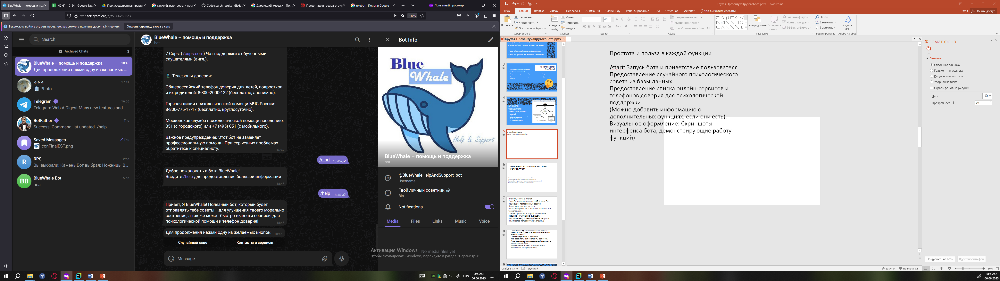 BlueWhale – помощь и под
ИСиП 1-9-24 - Google Таб
Производственная практи
какие бывают версии про
Code search results · GitHu
Думающий эмоджи - Пои
Презентация товара: это ч
telebot - Поиск в Google
Приватный просмотр
web.telegram.org/a/#7666268023
110%
Вы должны войти в эту сеть перед тем, как сможете получить доступ к Интернету.
Открыть страницу входа в сеть
Search
Archived Chats
3
BlueWhale – помощь и поддержка
18:45
Для продолжения нажми одну из желаемых ...
17:41
Photo
Telegram
16:06
Telegram Web A Digest Many new features and ...
BotFather
Thu
Success! Command list updated. /help
Saved Messages
Thu
IconFinalEST.png
R
RPS
Wed
Вы выбрали: Камень Бот выбрал: Ножницы В...
BB
BlueWhale Bot
Mon
неа
BlueWhale – помощь и поддержка
bot
7 Cups: (7cups.com) Чат поддержки с обученными
слушателями (англ.).
Телефоны доверия:
Общероссийский телефон доверия для детей, подростков
и их родителей: 8-800-2000-122 (бесплатно, анонимно).
Горячая линия психологической помощи МЧС России:
8-800-775-17-17 (бесплатно, круглосуточно).
Московская служба психологической помощи населению:
051 (с городского) или +7 (495) 051 (с мобильного).
Важное предупреждение: Этот бот не заменяет
профессиональную помощь. При серьезных проблемах
обратитесь к специалисту.
16:42
/start
18:45
Добро пожаловать в бота BlueWhale!
Введите /help для предоставления большей информации
18:45
/help
18:45
Привет, Я BlueWhale! Полезный бот, который будет
отправлять тебе советы для улучшения твоего морально
состояния, а так же может быстро вывести сервисы для
психологической помощи и телефон доверия!
18:45
Для продолжения нажми одну из желаемых кнопок:
18:45
Случайный совет
Контакты и сервисы
Message
Bot Info
Blue
Whale
Help & Support
BlueWhale – помощь и поддержка
bot
@BlueWhaleHelpAndSupport_bot
Username
Твой личный советник
Bio
Notifications
Media
Files
Links
Music
Voice
No media files yet
Активация Windows
Чтобы активировать Windows, перейдите в раздел "Параметры".
ENG
18:45:42
06.06.2025
Крутая ПрезентухаКрутогоБота.pptx - PowerPoint
Файл
Главная
Вставка
Дизайн
Переходы
Анимация
Слайд-шоу
Рецензирование
Вид
Office Tab
Acrobat
Что вы хотите сделать?
Вход
Общий доступ
Вставить
Вырезать
Копировать
Формат по образцу
Буфер обмена
Создать
слайд
Макет
Сбросить
Раздел
Слайды
40
Шрифт
Направление текста
Выровнять текст
Преобразовать в SmartArt
Абзац
Упорядочить
Экспресс-
стили
Заливка фигуры
Контур фигуры
Эффекты фигуры
Рисование
Найти
Заменить
Выделить
Редактирование
Создать
PDF
Adobe Acrobat
Крутая ПрезентухаКрутогоБота.pptx
3
На кого нацелен
BlueWhale?
4
ОСНОВНОЙ
ФУНКЦИОНАЛ
5
ение: Скриншоты
монстрирующие работу
6
ЧТО БЫЛО ИСПОЛЬЗОВАНО ПРИ
РАЗРАБОТКЕ?
7
Что получилось в итоге?
Разработан функциональный Telegram-бот,
решающий поставленные задачи.
Бот демонстрирует навыки
программирования и работы с различными
технологиями.
Создан прототип, который может быть
расширен и улучшен в будущем.
(Опционально) Можно добавить метрики
(количество пользователей, отзывы).
8
новых функций (тесты, опросники, отслежива
ние настроения).
Оптимизация кода: Повышение
производительности и стабильности бота.
Интеграция с другими сервисами: Расширение
возможностей бота.
(Подчеркните, что вы готовы учиться и
развиваться как программист).
9
Простота и польза в каждой функции
/start: Запуск бота и приветствие пользователя.
Предоставление случайного психологического
совета из базы данных.
Предоставление списка онлайн-сервисов и
телефонов доверия для психологической
поддержки.
(Можно добавить информацию о
дополнительных функциях, если они есть).
Визуальное оформление: Скриншоты
интерфейса бота, демонстрирующие работу
функций)
Формат фона
Заливка
Сплошная заливка
Градиентная заливка
Рисунок или текстура
Узорная заливка
Скрыть фоновые рисунки
Цвет
Прозрачность
0%
Применить ко всем
Восстановить фон
Слайд 5 из 10
русский
Заметки
Примечания
50%
18:45:42
06.06.2025